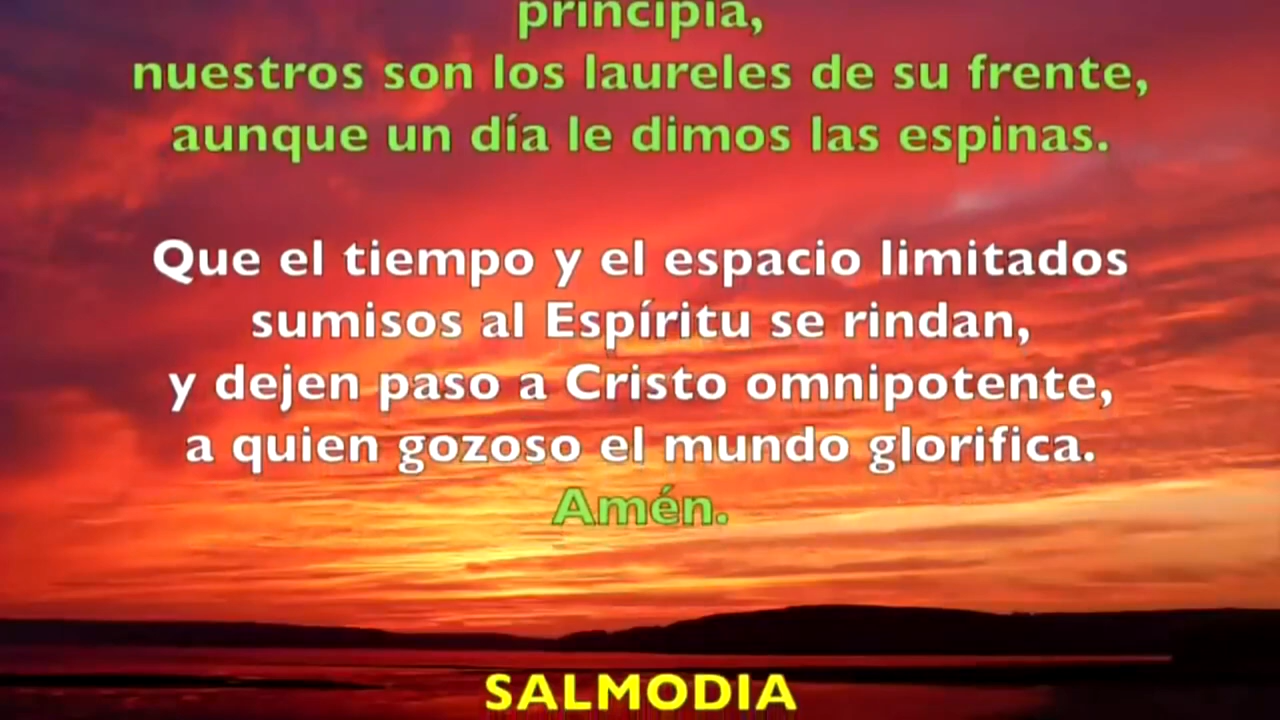 principia,
nuestros son los laureles de su frente,
aunque un día le dimos las espinas.
Que el tiempo y el espacio limitados
sumisos al Espíritu se rindan,
y dejen paso a Cristo omnipotente,
a quien gozoso el mundo glorifica.
Amén.
SALMODIA